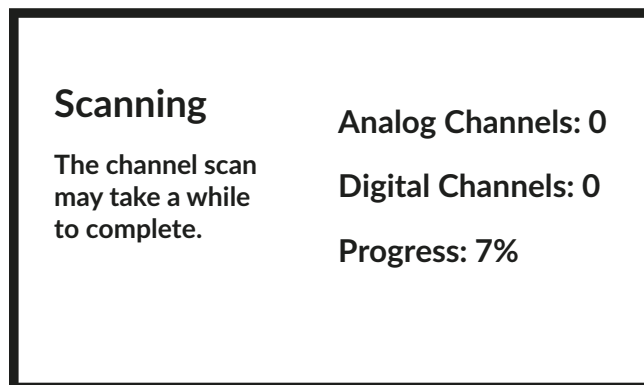 Scanning
The channel scan
may take a while
to complete.
Analog Channels: 0
Digital Channels: 0
Progress: 7%